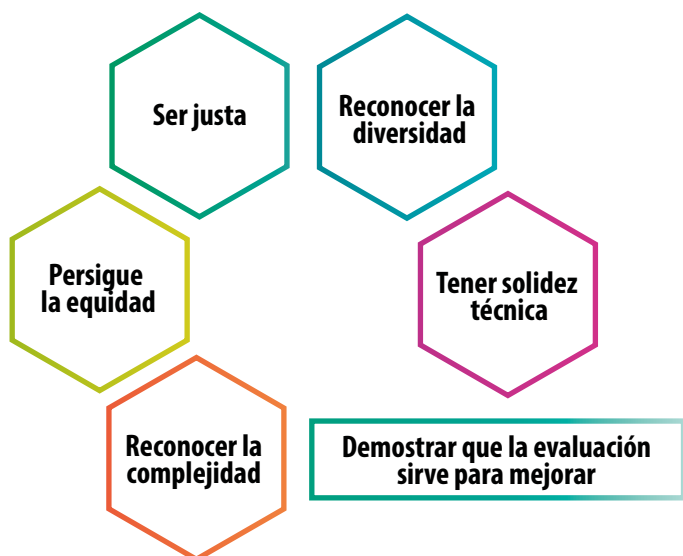 Ser justa
Reconocer la
diversidad
Persigue
la equidad
Tener solidez
técnica
Reconocer la
complejidad
Demostrar que la evaluación
sirve para mejorar